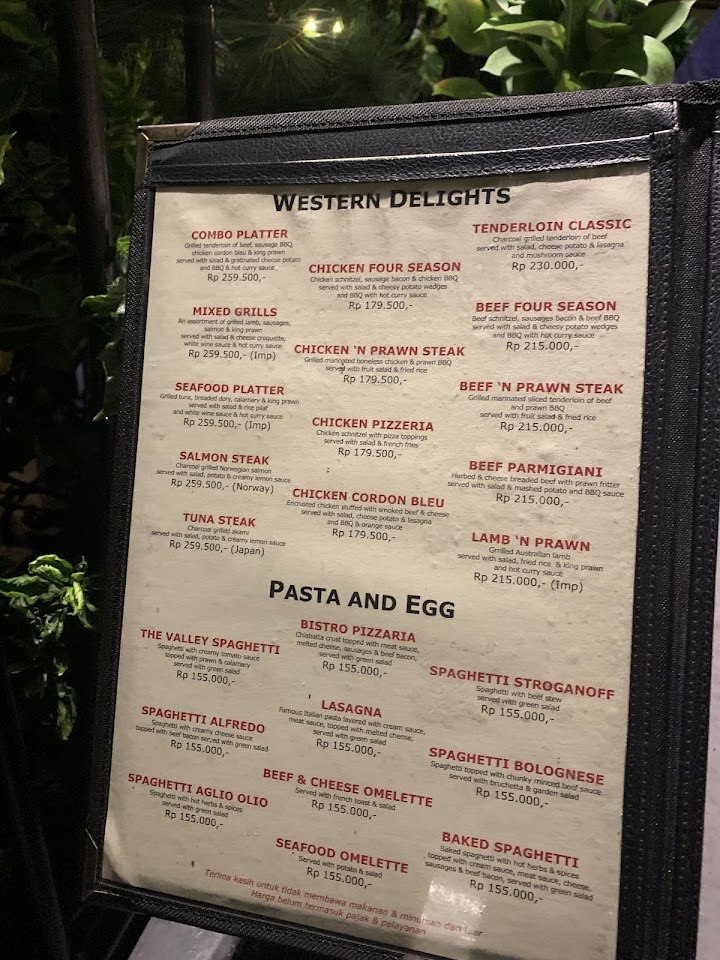 WESTERN DELIGHTS
COMBO PLATTER
Grilled tenderloin of beef, sausage BBQ,
chicken cordon bleu & king prawn
served with salad & gratinated cheese potato
and BBQ & hot curry sauce
Rp 259.500,-
MIXED GRILLS
An assortment of grilled lamb, sausages,
salmon & king prawn
served with salad & cheese croquette,
white wine sauce & hot curry sauce
Rp 259.500,- (Imp)
SEAFOOD PLATTER
Grilled tuna, breaded dory, calamary & king prawn
served with salad & rice pilaf
and white wine sauce & hot curry sauce
Rp 259.500,- (Imp)
SALMON STEAK
Charcoal grilled Norwegian salmon
served with salad, potato & creamy lemon sauce
Rp 259.500,- (Norway)
TUNA STEAK
Charcoal grilled akami
served with salad, potato & creamy lemon sauce
Rp 259.500,- (Japan)
CHICKEN FOUR SEASON
Chicken schnitzel, sausage bacon & chicken BBQ
served with salad & cheesy potato wedges
and BBQ with hot curry sauce
Rp 179.500,-
CHICKEN 'N PRAWN STEAK
Grilled marinated boneless chicken & prawn BBQ
served with fruit salad & fried rice
Rp 179.500,-
CHICKEN PIZZERIA
Chicken schnitzel with pizza toppings
served with salad & french fries
Rp 179.500,-
CHICKEN CORDON BLEU
Encrusted chicken stuffed with smoked beef & cheese
served with salad, cheese potato & lasagna
and BBQ & orange sauce
Rp 179.500,-
TENDERLOIN CLASSIC
Charcoal grilled tenderloin of beef
served with salad, cheese potato & lasagna
and mushroom sauce
Rp 230.000,-
BEEF FOUR SEASON
Beef schnitzel, sausages bacon & beef BBQ
served with salad & cheesy potato wedges
and BBQ with hot curry sauce
Rp 215.000,-
BEEF 'N PRAWN STEAK
Grilled marinated sliced tenderloin of beef
and prawn BBQ
served with fruit salad & fried rice
Rp 215.000,-
BEEF PARMIGIANI
Herbed & cheese breaded beef with prawn fritter
served with salad & mashed potato and BBQ sauce
Rp 215.000,-
LAMB 'N PRAWN
Grrilled Australian lamb
served with salad, fried rice & king prawn
and hot curry sauce
Rp 215.000,- (Imp)
PASTA AND EGG
THE VALLEY SPAGHETTI
Spaghetti with creamy tomato sauce
topped with prawn & calamary
served with green salad
Rp 155.000,-
SPAGHETTI ALFREDO
Spaghetti with creamy cheese sauce
topped with beef bacon served with green salad
Rp 155.000,-
SPAGHETTI AGLIO OLIO
Spaghetti with hot herbs & spices
served with green salad
Rp 155.000,-
BISTRO PIZZARIA
Chiabatta crust topped with meat sauce,
melted cheese, sausages & beef bacon,
served with green salad
Rp 155.000,-
LASAGNA
Famous Italian pasta layered with cream sauce,
meat sauce, topped with melted cheese,
served with green salad
Rp 155.000,-
BEEF & CHEESE OMELETTE
Served with french toast & salad
Rp 155.000,-
SEAFOOD OMELETTE
Served with potato & salad
Rp 155.000,-
SPAGHETTI STROGANOFF
Spaghetti with beef stew
served with green salad
Rp 155.000,-
SPAGHETTI BOLOGNESE
Spaghetti topped with chunky minced beef sauce
served with bruchetta & garden salad
Rp 155.000,-
BAKED SPAGHETTI
Baked spaghetti with hot herbs & spices
topped with cream sauce, meat sauce, cheese,
sausages & beef bacon, served with green salad
Rp 155.000,-
Terima kasih untuk tidak membawa makanan & minuman dari luar
Harga belum termasuk pajak & pelayanan